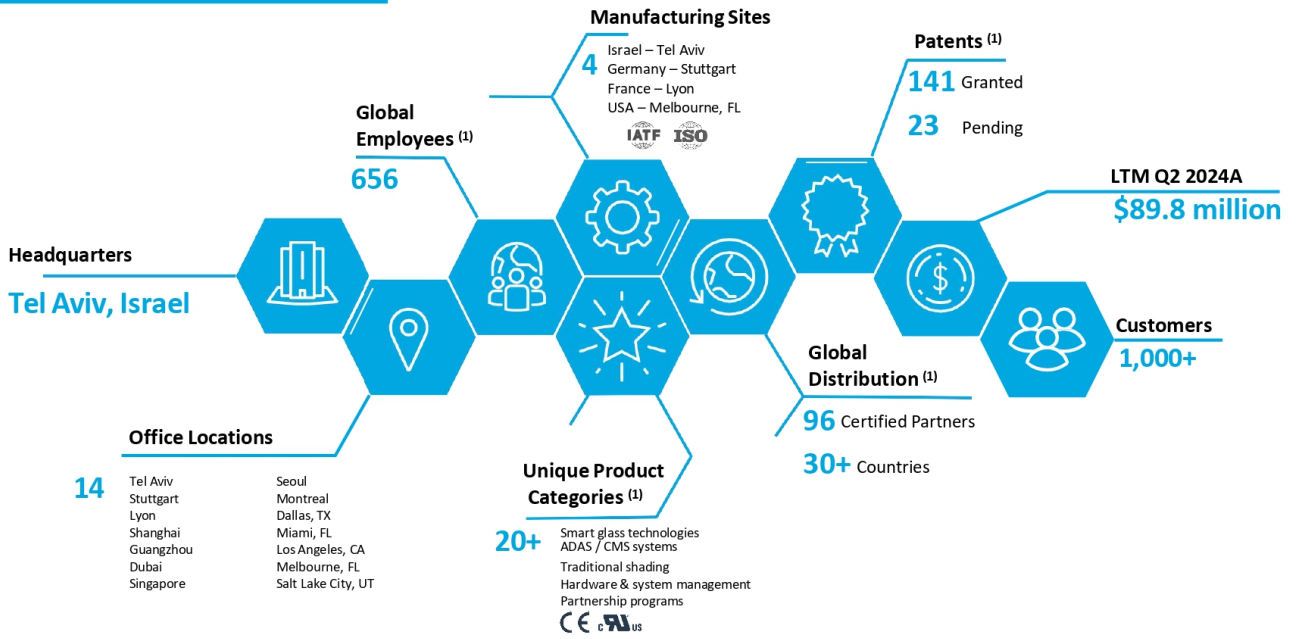 Manufacturing Sites
4
Israel – Tel Aviv
Germany – Stuttgart
France – Lyon
USA – Melbourne, FL
IATF ISO
Patents (1)
141 Granted
23 Pending
Global
Employees (1)
656
LTM Q2 2024A
$89.8 million
Headquarters
Tel Aviv, Israel
$
Customers
1,000+
Global
Distribution (1)
96 Certified Partners
30+ Countries
Office Locations
14
Tel Aviv
Stuttgart
Lyon
Shanghai
Guangzhou
Dubai
Singapore
Seoul
Montreal
Dallas, TX
Miami, FL
Los Angeles, CA
Melbourne, FL
Salt Lake City, UT
Unique Product
Categories (1)
20+
Smart glass technologies
ADAS / CMS systems
Traditional shading
Hardware & system management
Partnership programs
CE c RU US